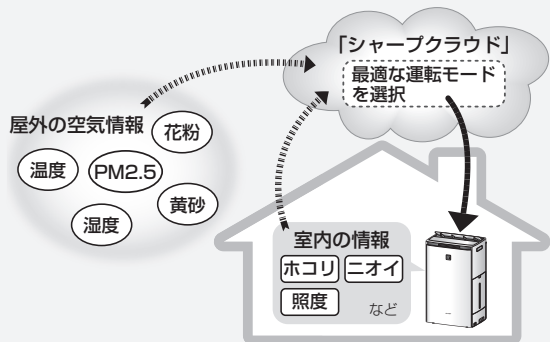 「シャープクラウド」
最適な運転モード
を選択
屋外の空気情報
花粉
温度
PM2.5
黄砂
湿度
室内の情報
ホコリ
ニオイ
照度
など